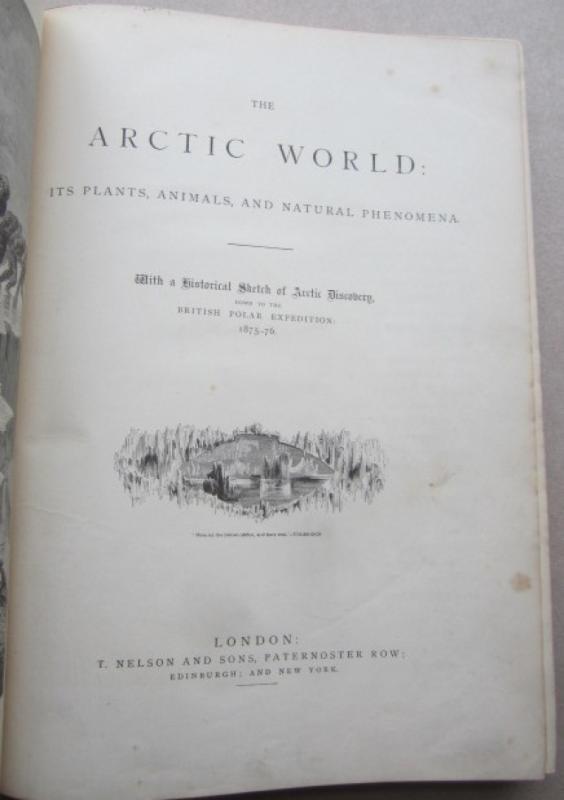 THE
ARCTIC WORLD:
ITS PLANTS, ANIMALS, AND NATURAL PHENOMENA.
With a Historical Sketch of Arctic Discovery,
DOWN TO THE
BRITISH POLAR EXPEDITION:
1875-76.
and
LONDON:
T. NELSON AND SONS, PATERNOSTER ROW;
EDINBURGH; AND NEW YORK.